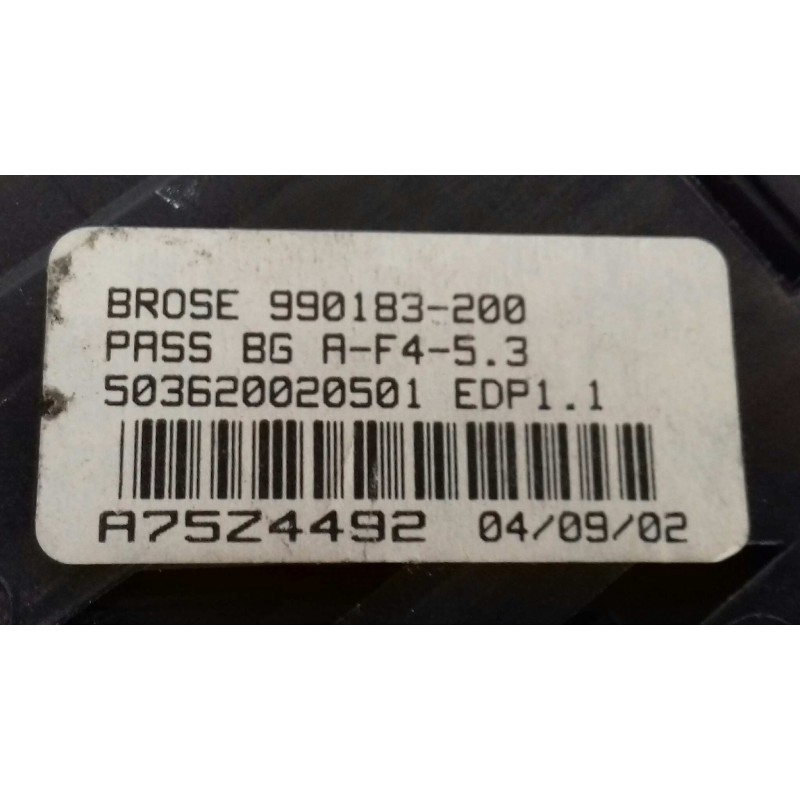 BROSE 990183-200
PASS BG A-F4-5.3
503620020501 EDP1.1
A75Z4492 04/09/02